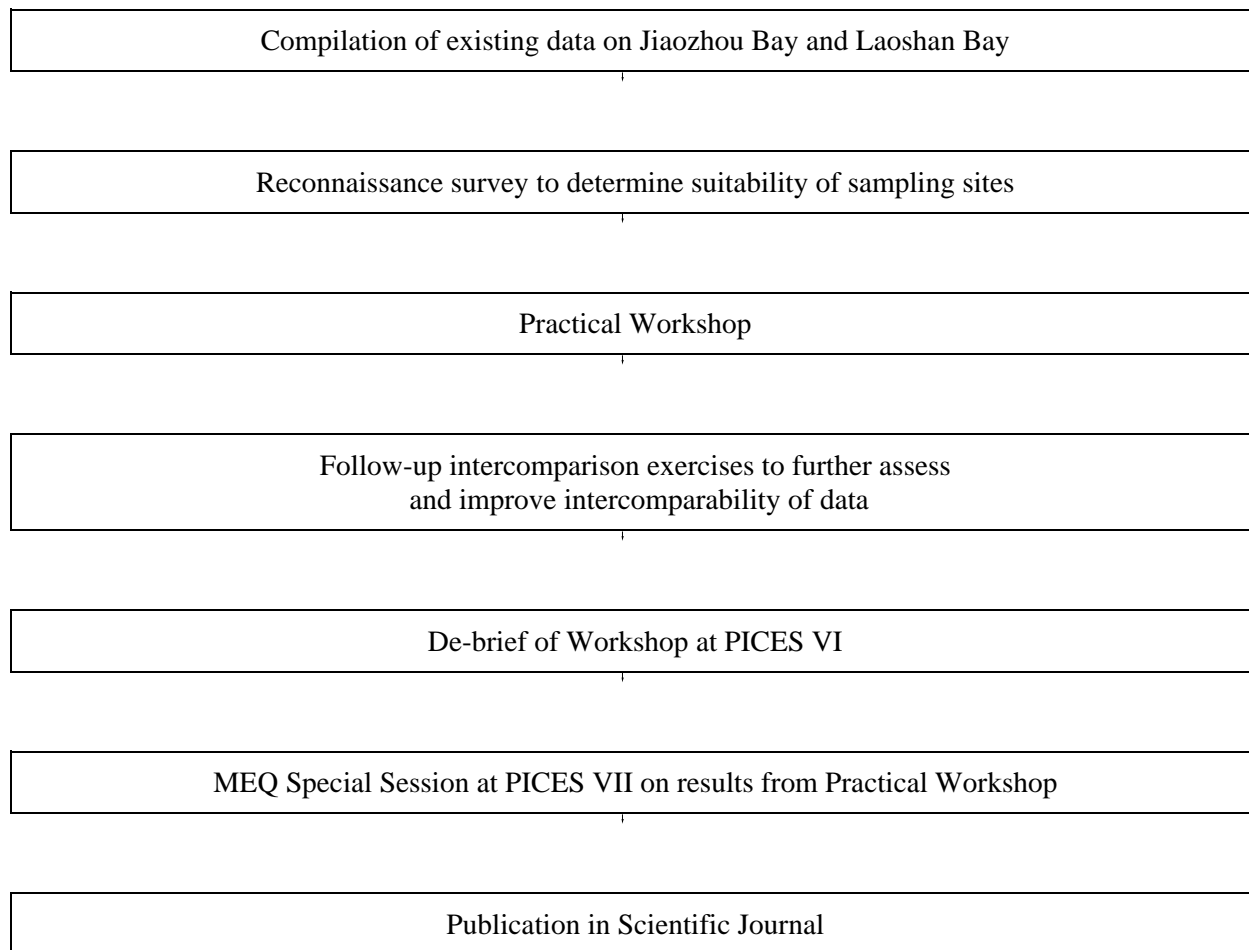 Compilation of existing data on Jiaozhou Bay and Laoshan Bay
Reconnaissance survey to determine suitability of sampling sites
Practical Workshop
Follow-up intercomparison exercises to further assess
and improve intercomparability of data
De-brief of Workshop at PICES VI
MEQ Special Session at PICES VII on results from Practical Workshop
Publication in Scientific Journal